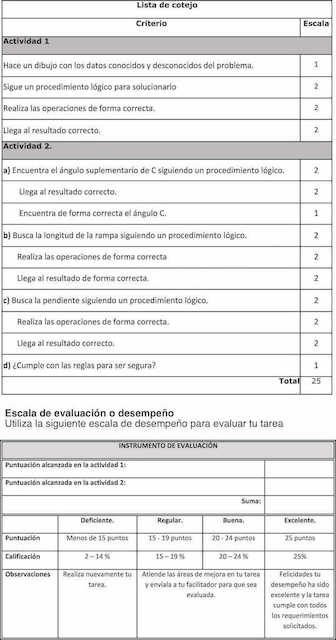 Lista de cotejo
Criterio Escala
Actividad 1
Hace un dibujo con los datos conocidos y desconocidos del problema. 1
Sigue un procedimiento lógico para solucionarlo 2
Realiza las operaciones de forma correcta. 2
Llega al resultado correcto. 2
Actividad 2.
a) Encuentra el ángulo suplementario de C siguiendo un procedimiento lógico. 2
Llega al resultado correcto. 2
Encuentra de forma correcta el ángulo C. 1
b) Busca la longitud de la rampa siguiendo un procedimiento lógico. 2
Realiza las operaciones de forma correcta 2
Llega al resultado de forma correcta. 2
c) Busca la pendiente siguiendo un procedimiento lógico. 2
Realiza las operaciones de forma correcta. 2
Llega al resultado correcto. 2
d) ¿Cumple con las reglas para ser segura? 1
Total 25
Escala de evaluación o desempeño
Utiliza la siguiente escala de desempeño para evaluar tu tarea
INSTRUMENTO DE EVALUACIÓN
Puntuación alcanzada en la actividad 1:
Puntuación alcanzada en la actividad 2:
Suma:
Deficiente. Regular. Buena. Excelente.
Puntuación Menos de 15 puntos 15 - 19 puntos 20 - 24 puntos 25 puntos
Calificación 2 – 14 % 15 – 19 % 20 – 24 % 25%
Observaciones Realiza nuevamente tu Atiende las áreas de mejora en tu tarea Felicidades tu
tarea. y envíala a tu facilitador para que sea desempeño ha sido
evaluada. excelente y la tarea
cumple con todos
los requerimientos
solicitados.